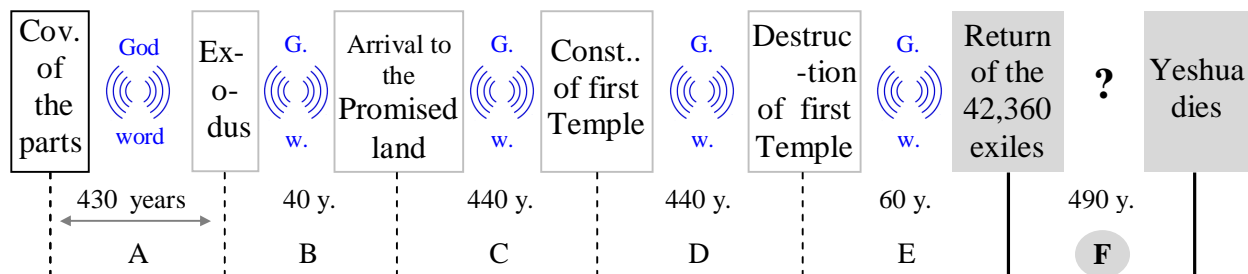 Cov.
of
the
parts
God
word
Ex-
o-
dus
G.
w.
Arrival to
the
Promised
land
G.
w.
Const..
of first
Temple
G.
w.
Destruc
-tion
of first
Temple
G.
w.
Return
of the
42,360
exiles
?
Yeshua
dies
430 years
40 y.
440 y.
440 y.
60 y.
490 y.
A
B
C
D
E
F